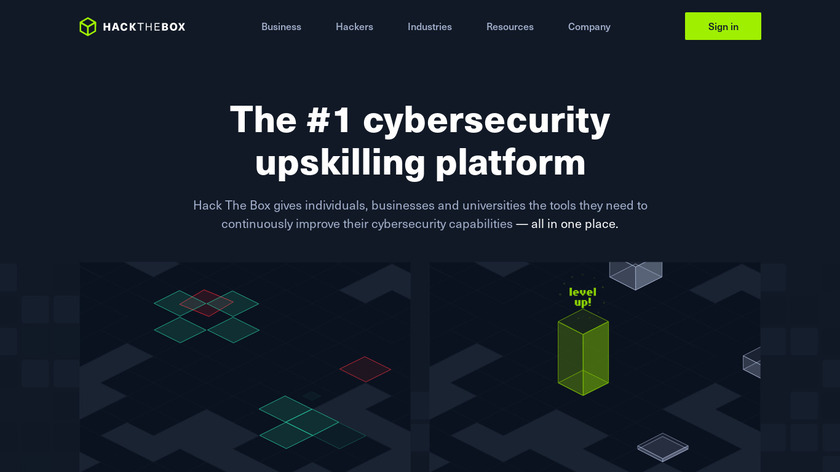 HACKTHEBOX
Business
Hackers
Industries
Resources
Company
Sign in
The #1 cybersecurity
upskilling platform
Hack The Box gives individuals, businesses and universities the tools they need to
continuously improve their cybersecurity capabilities — all in one place.
level
up!